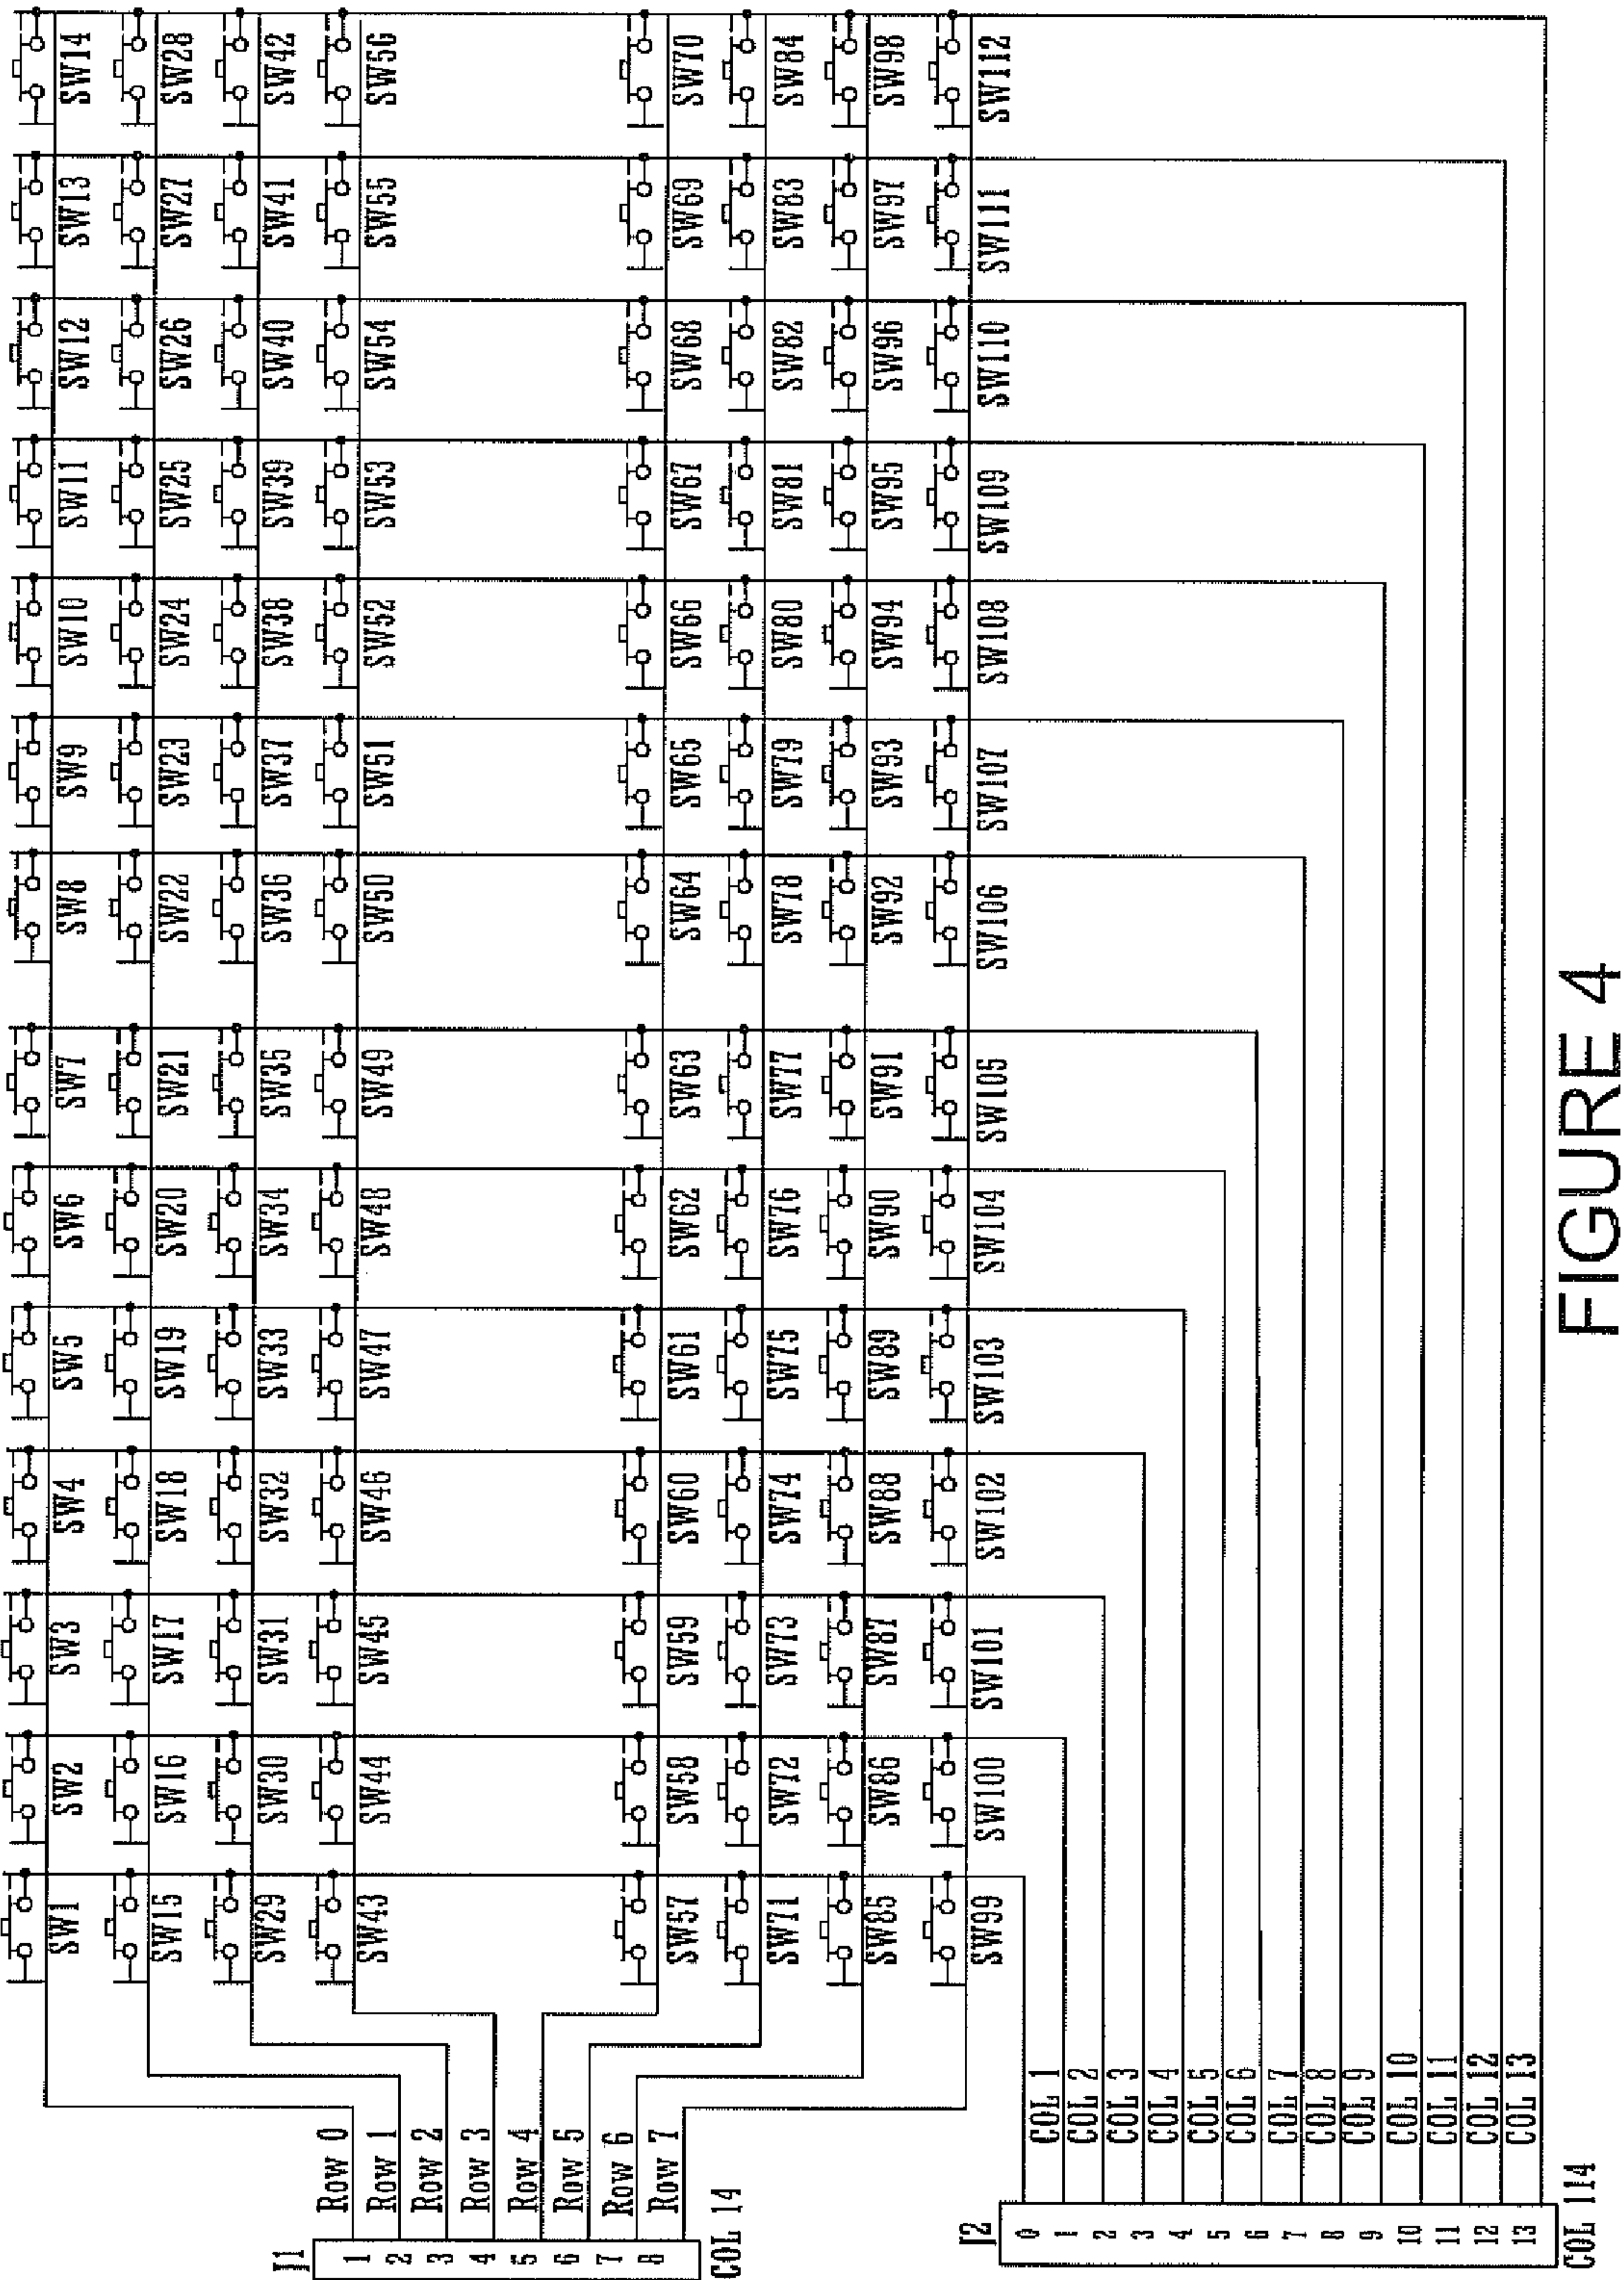 SW1 SW2 SW3 SW4 SW5 SW6 SW7 SW8 SW9 SW10 SW11 SW12 SW13 SW14
SW15 SW16 SW17 SW18 SW19 SW20 SW21 SW22 SW23 SW24 SW25 SW26 SW27 SW28
SW29 SW30 SW31 SW32 SW33 SW34 SW35 SW36 SW37 SW38 SW39 SW40 SW41 SW42
SW43 SW44 SW45 SW46 SW47 SW48 SW49 SW50 SW51 SW52 SW53 SW54 SW55 SW56
J1
1 Row 0
2 Row 1
3 Row 2
4 Row 3
5 Row 4
6 Row 5
7 Row 6
8 Row 7
COL 14
SW57 SW58 SW59 SW60 SW61 SW62 SW63 SW64 SW65 SW66 SW67 SW68 SW69 SW70
SW71 SW72 SW73 SW74 SW75 SW76 SW77 SW78 SW79 SW80 SW81 SW82 SW83 SW84
SW85 SW86 SW87 SW88 SW89 SW90 SW91 SW92 SW93 SW94 SW95 SW96 SW97 SW98
SW99 SW100 SW101 SW102 SW103 SW104 SW105 SW106 SW107 SW108 SW109 SW110 SW111 SW112
J2
0
1 COL 1
2 COL 2
3 COL 3
4 COL 4
5 COL 5
6 COL 6
7 COL 7
8 COL 8
9 COL 9
10 COL 10
11 COL 11
12 COL 12
13 COL 13
COL 114
FIGURE 4